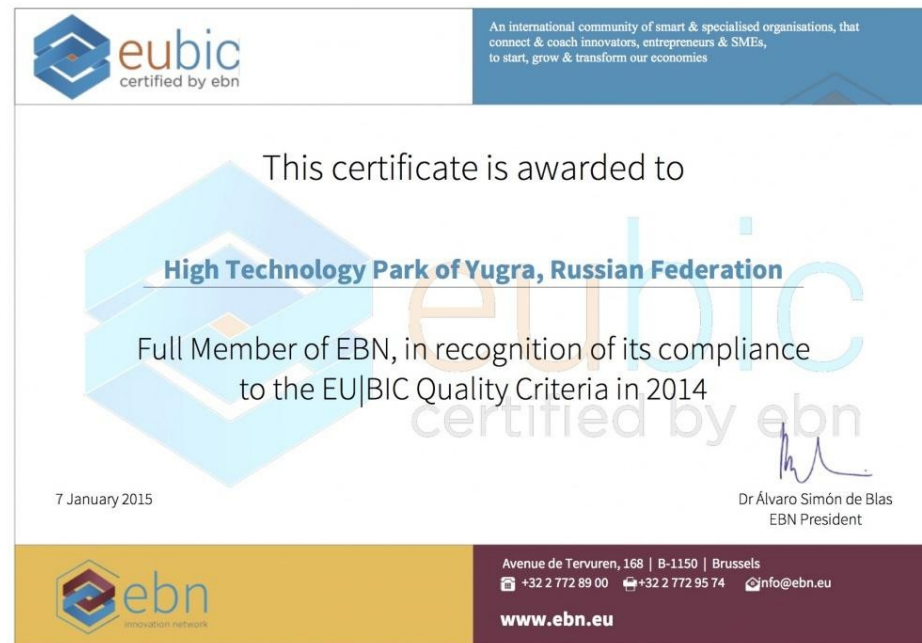 eubic
certified by ebn
An international community of smart & specialised organisations, that
connect & coach innovators, entrepreneurs & SMEs,
to start, grow & transform our economies
This certificate is awarded to
High Technology Park of Yugra, Russian Federation
eubic
Full Member of EBN, in recognition of its compliance
to the EU|BIC Quality Criteria in 2014
certified by ebn
7 January 2015
Dr Álvaro Simón de Blas
EBN President
ebn
innovation network
Avenue de Tervuren, 168 | B-1150 | Brussels
+32 2 772 89 00 +32 2 772 95 74 info@ebn.eu
www.ebn.eu